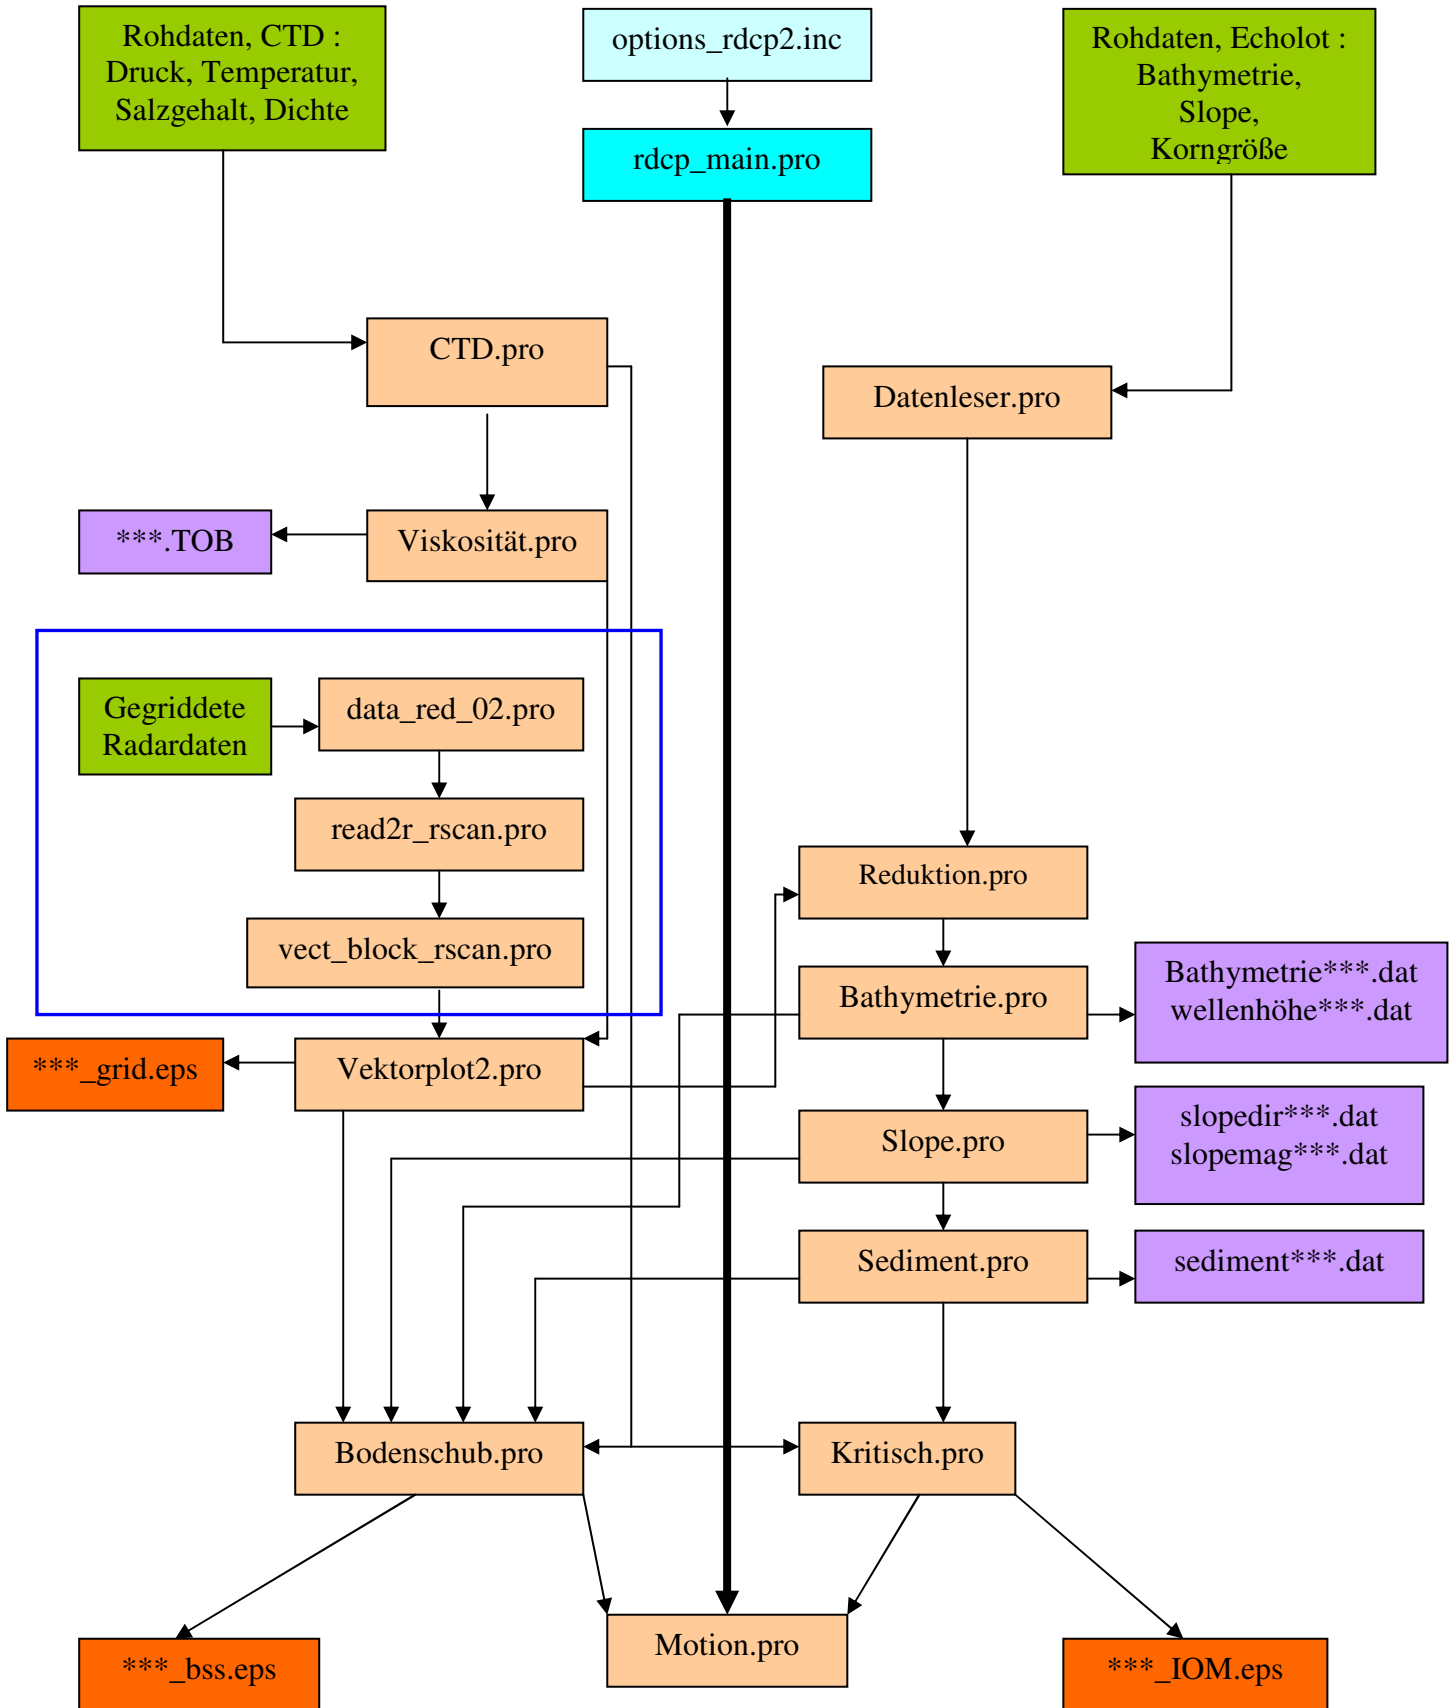 Rohdaten, CTD :
Druck, Temperatur,
Salzgehalt, Dichte
options_rdcp2.inc
Rohdaten, Echolot :
Bathymetrie,
Slope,
Korngröße
rdcp_main.pro
CTD.pro
Datenleser.pro
***.TOB
Viskosität.pro
Gegriddete
Radardaten
data_red_02.pro
read2r_rscan.pro
vect_block_rscan.pro
Reduktion.pro
Bathymetrie.pro
Bathymetrie***.dat
wellenhöhe***.dat
***_grid.eps
Vektorplot2.pro
Slope.pro
slopedir***.dat
slopemag***.dat
Sediment.pro
sediment***.dat
Bodenschub.pro
Kritisch.pro
***_bss.eps
Motion.pro
***_IOM.eps